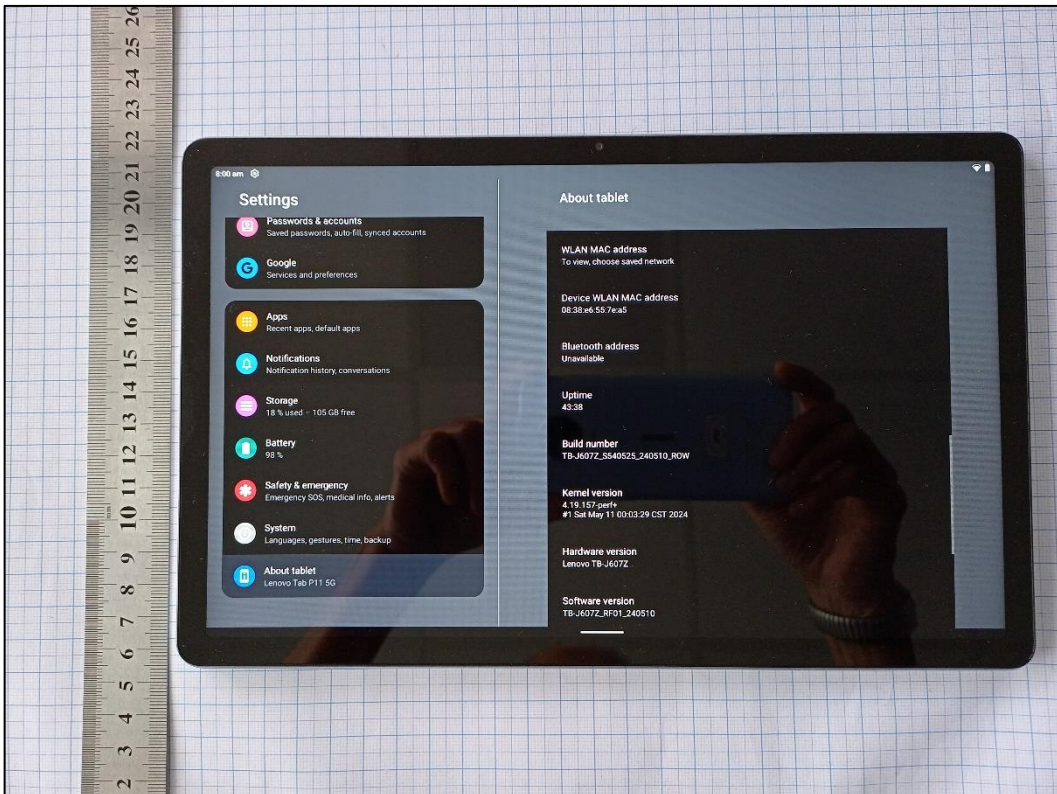 26
25
24
23
22
21
20
19
18
17
16
15
14
13
12
11
10
9
8
7
6
5
4
3
2
8:00 am
Settings
Passwords & accounts
Saved passwords, auto-fill, synced accounts
Google
Services and preferences
Apps
Recent apps, default apps
Notifications
Notification history, conversations
Storage
18 % used – 105 GB free
Battery
98 %
Safety & emergency
Emergency SOS, medical info, alerts
System
Languages, gestures, time, backup
About tablet
Lenovo Tab P11 5G
About tablet
WLAN MAC address
To view, choose saved network
Device WLAN MAC address
08:38:e6:55:7e:a5
Bluetooth address
Unavailable
Uptime
43:38
Build number
TB-J607Z_S540525_240510_ROW
Kernel version
4.19.157-perf+
#1 Sat May 11 00:03:29 CST 2024
Hardware version
Lenovo TB-J607Z
Software version
TB-J607Z_RF01_240510